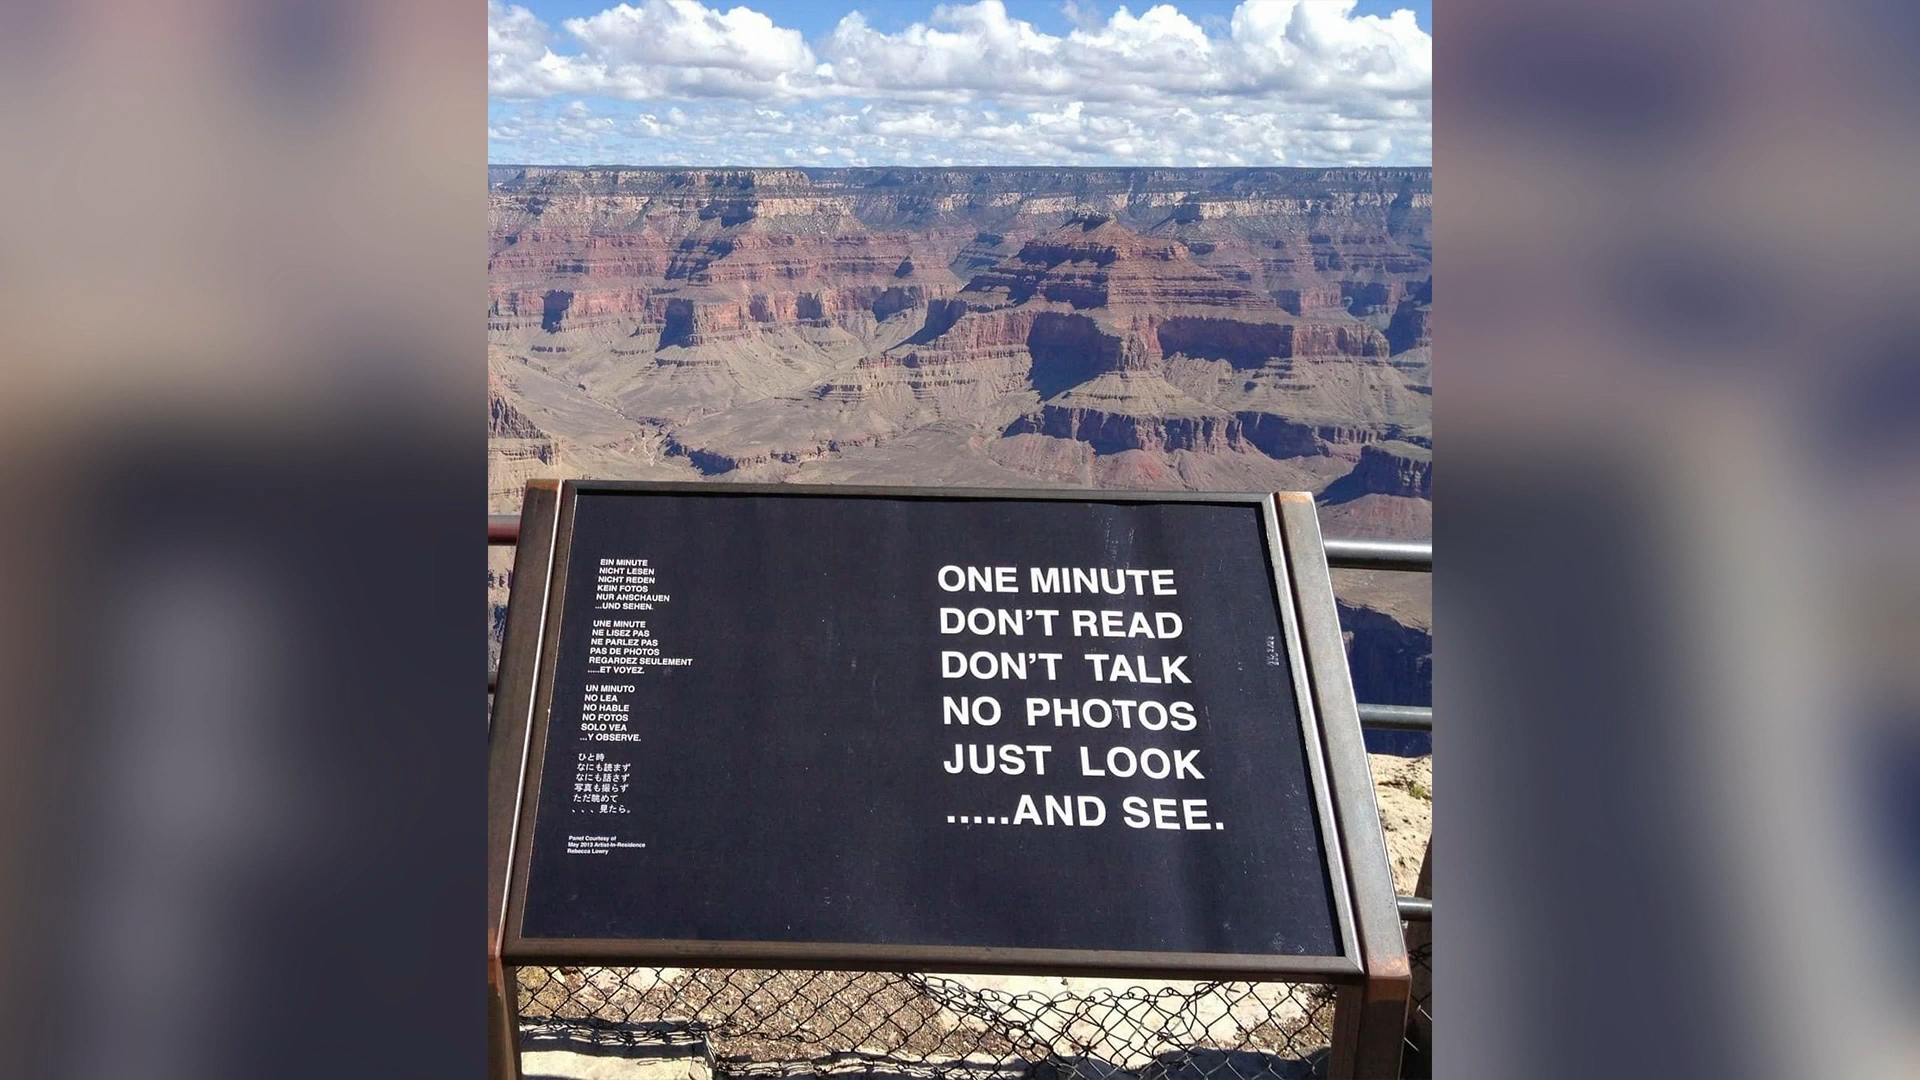 EIN MINUTE
NICHT LESEN
NICHT REDEN
KEIN FOTOS
NUR ANSCHAUEN
...UND SEHEN.
UNE MINUTE
NE LISEZ PAS
NE PARLEZ PAS
PAS DE PHOTOS
REGARDEZ SEULEMENT
.....ET VOYEZ.
UN MINUTO
NO LEA
NO HABLE
NO FOTOS
SOLO VEA
...Y OBSERVE.
ひと時
なにも読まず
なにも話さず
写真も撮らず
ただ眺めて
、、、見たら。
Panel Courtesy of
May 2013 Artist-In-Residence
Rebecca Lowry
ONE MINUTE
DON'T READ
DON'T TALK
NO PHOTOS
JUST LOOK
.....AND SEE.